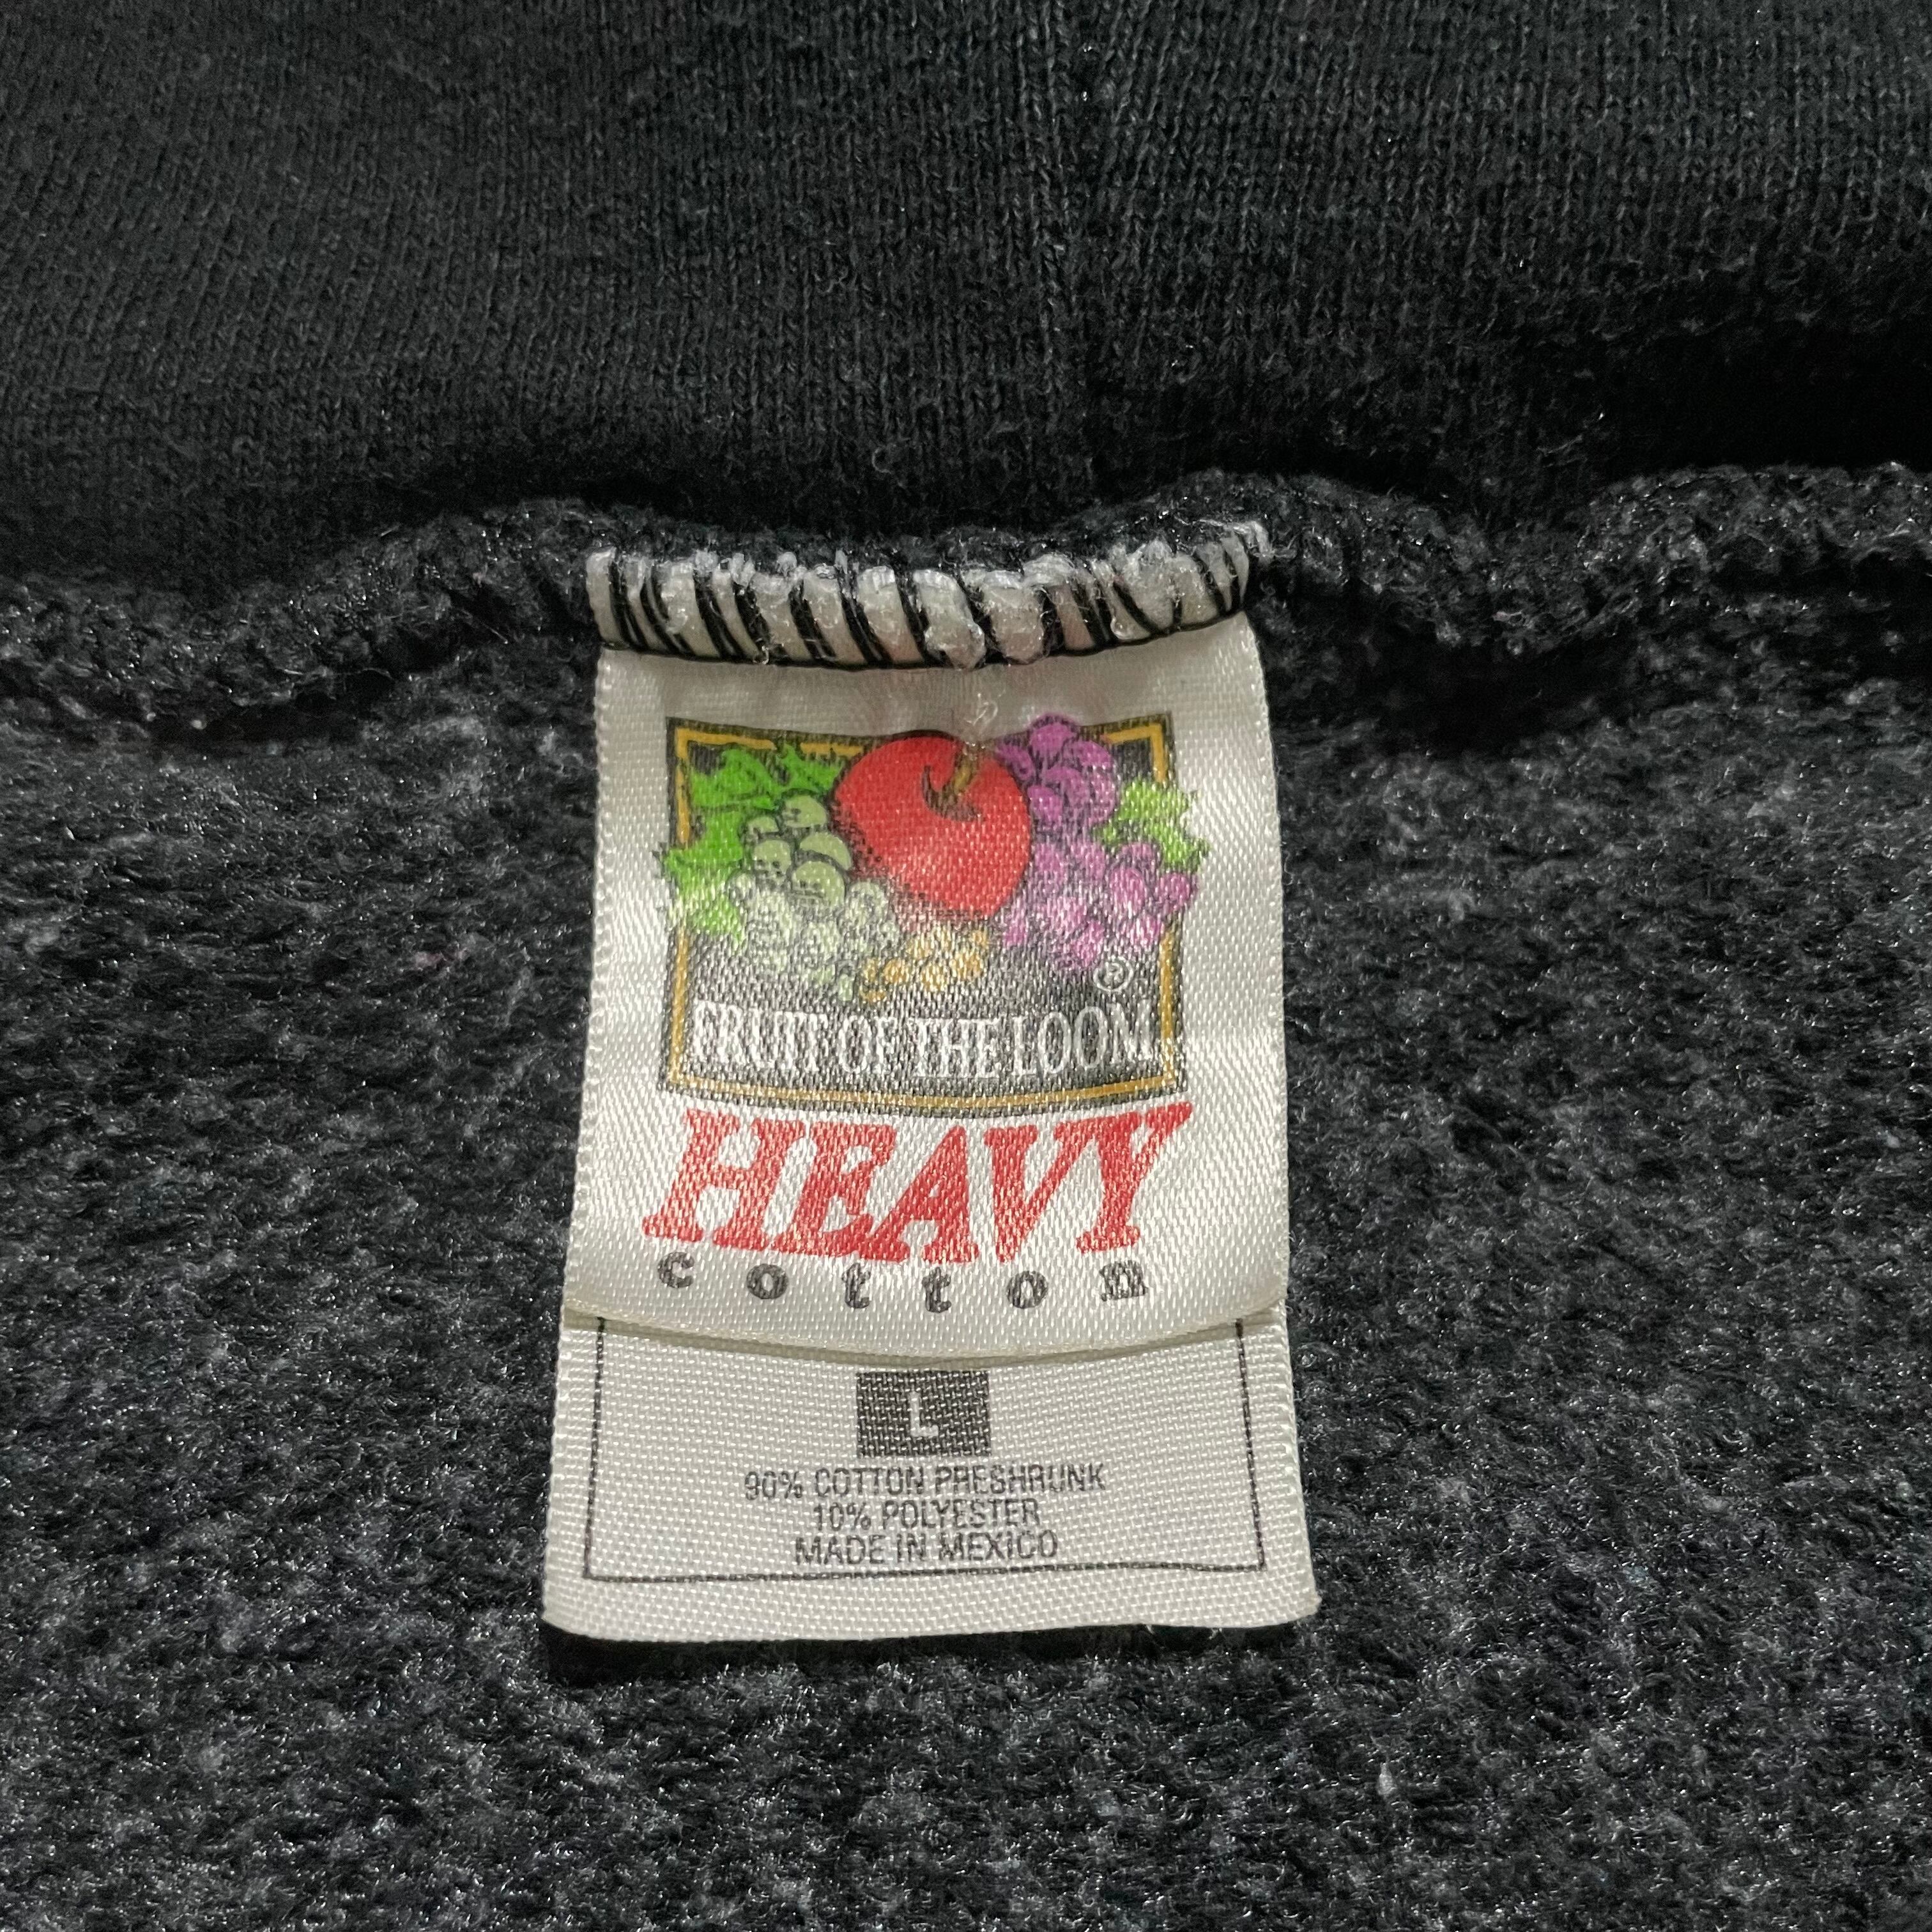 ®
FRUIT OF THE LOOM
HEAVY
cotton
L
90% COTTON PRESHRUNK
10% POLYESTER
MADE IN MEXICO